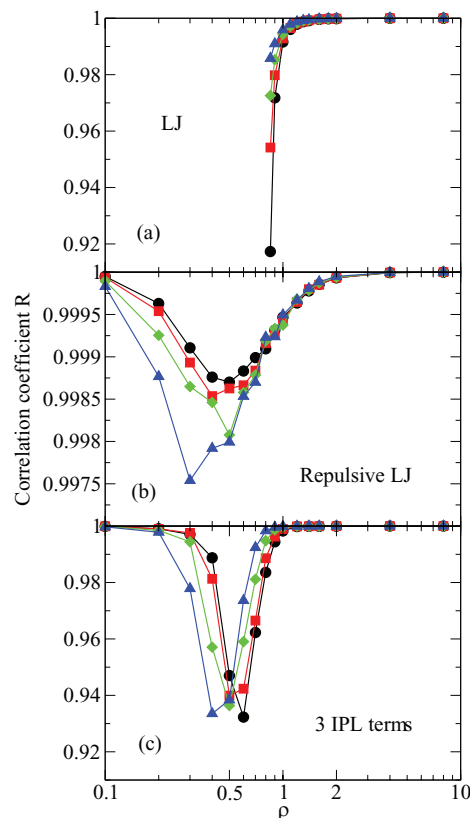 1
0.98
0.96
0.94
0.92
LJ
(a)
1
0.9995
0.999
0.9985
0.998
0.9975
Repulsive LJ
(b)
1
0.98
0.96
0.94
0.92
3 IPL terms
(c)
0.1 0.5 1 2 10
ρ
Correlation coefficient R